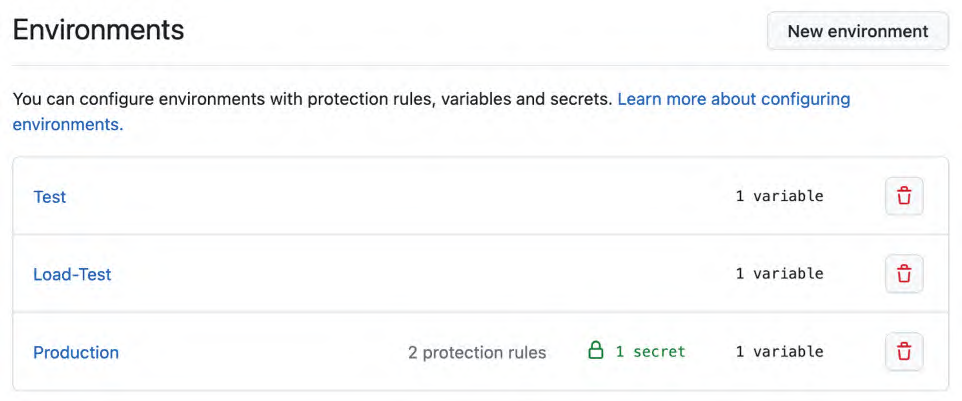 Environments
New environment
You can configure environments with protection rules, variables and secrets. Learn more about configuring
environments.
Test 1 variable
Load-Test 1 variable
Production 2 protection rules 1 secret 1 variable